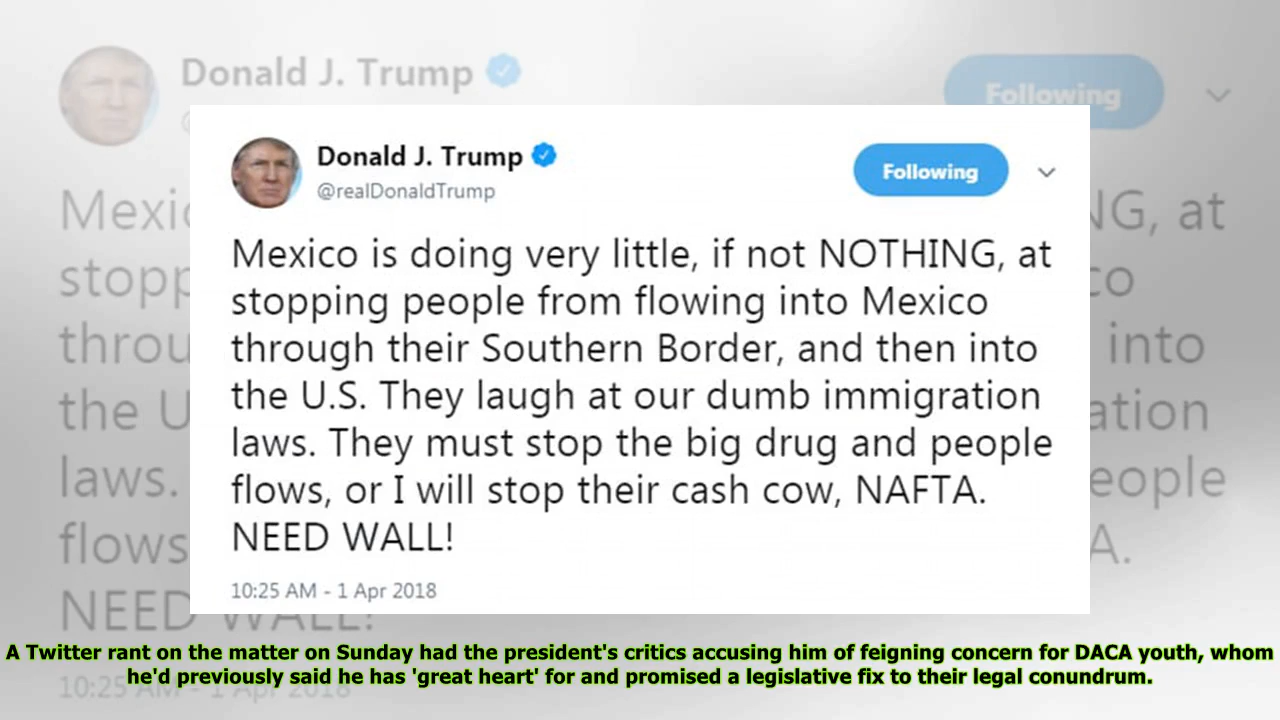 Donald J. Trump
@realDonaldTrump
Following
Mexico is doing very little, if not NOTHING, at
stopping people from flowing into Mexico
through their Southern Border, and then into
the U.S. They laugh at our dumb immigration
laws. They must stop the big drug and people
flows, or I will stop their cash cow, NAFTA.
NEED WALL!
10:25 AM - 1 Apr 2018
A Twitter rant on the matter on Sunday had the president's critics accusing him of feigning concern for DACA youth, whom
he'd previously said he has 'great heart' for and promised a legislative fix to their legal conundrum.